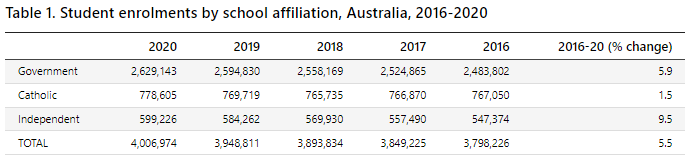 Table 1. Student enrolments by school affiliation, Australia, 2016-2020
2020 2019 2018 2017 2016 2016-20 (% change)
Government 2,629,143 2,594,830 2,558,169 2,524,865 2,483,802 5.9
Catholic 778,605 769,719 765,735 766,870 767,050 1.5
Independent 599,226 584,262 569,930 557,490 547,374 9.5
TOTAL 4,006,974 3,948,811 3,893,834 3,849,225 3,798,226 5.5